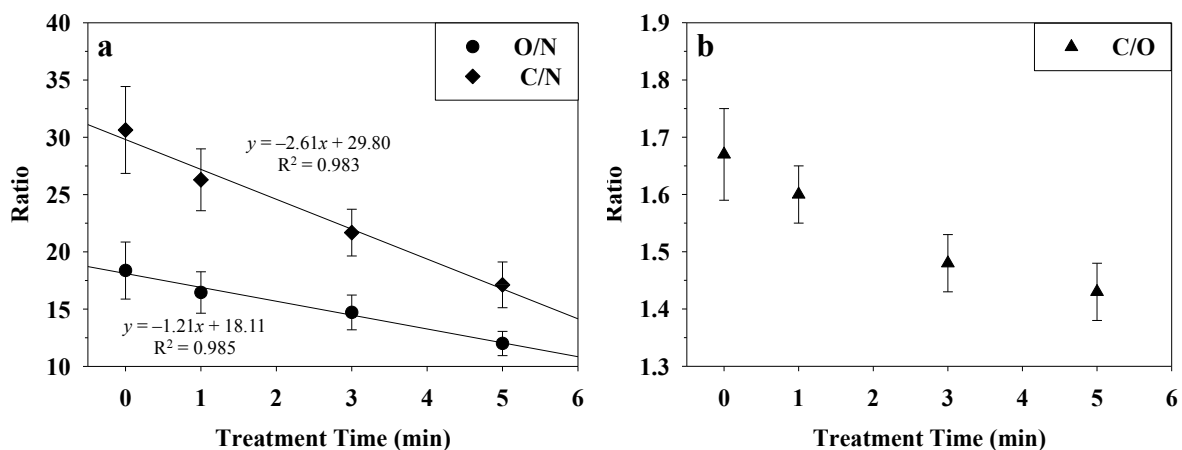 a
O/N
C/N
y = –2.61x + 29.80
R² = 0.983
y = –1.21x + 18.11
R² = 0.985
40
35
30
25
20
15
10
Ratio
0 1 2 3 4 5 6
Treatment Time (min)
b
C/O
1.9
1.8
1.7
1.6
1.5
1.4
1.3
Ratio
0 1 2 3 4 5 6
Treatment Time (min)